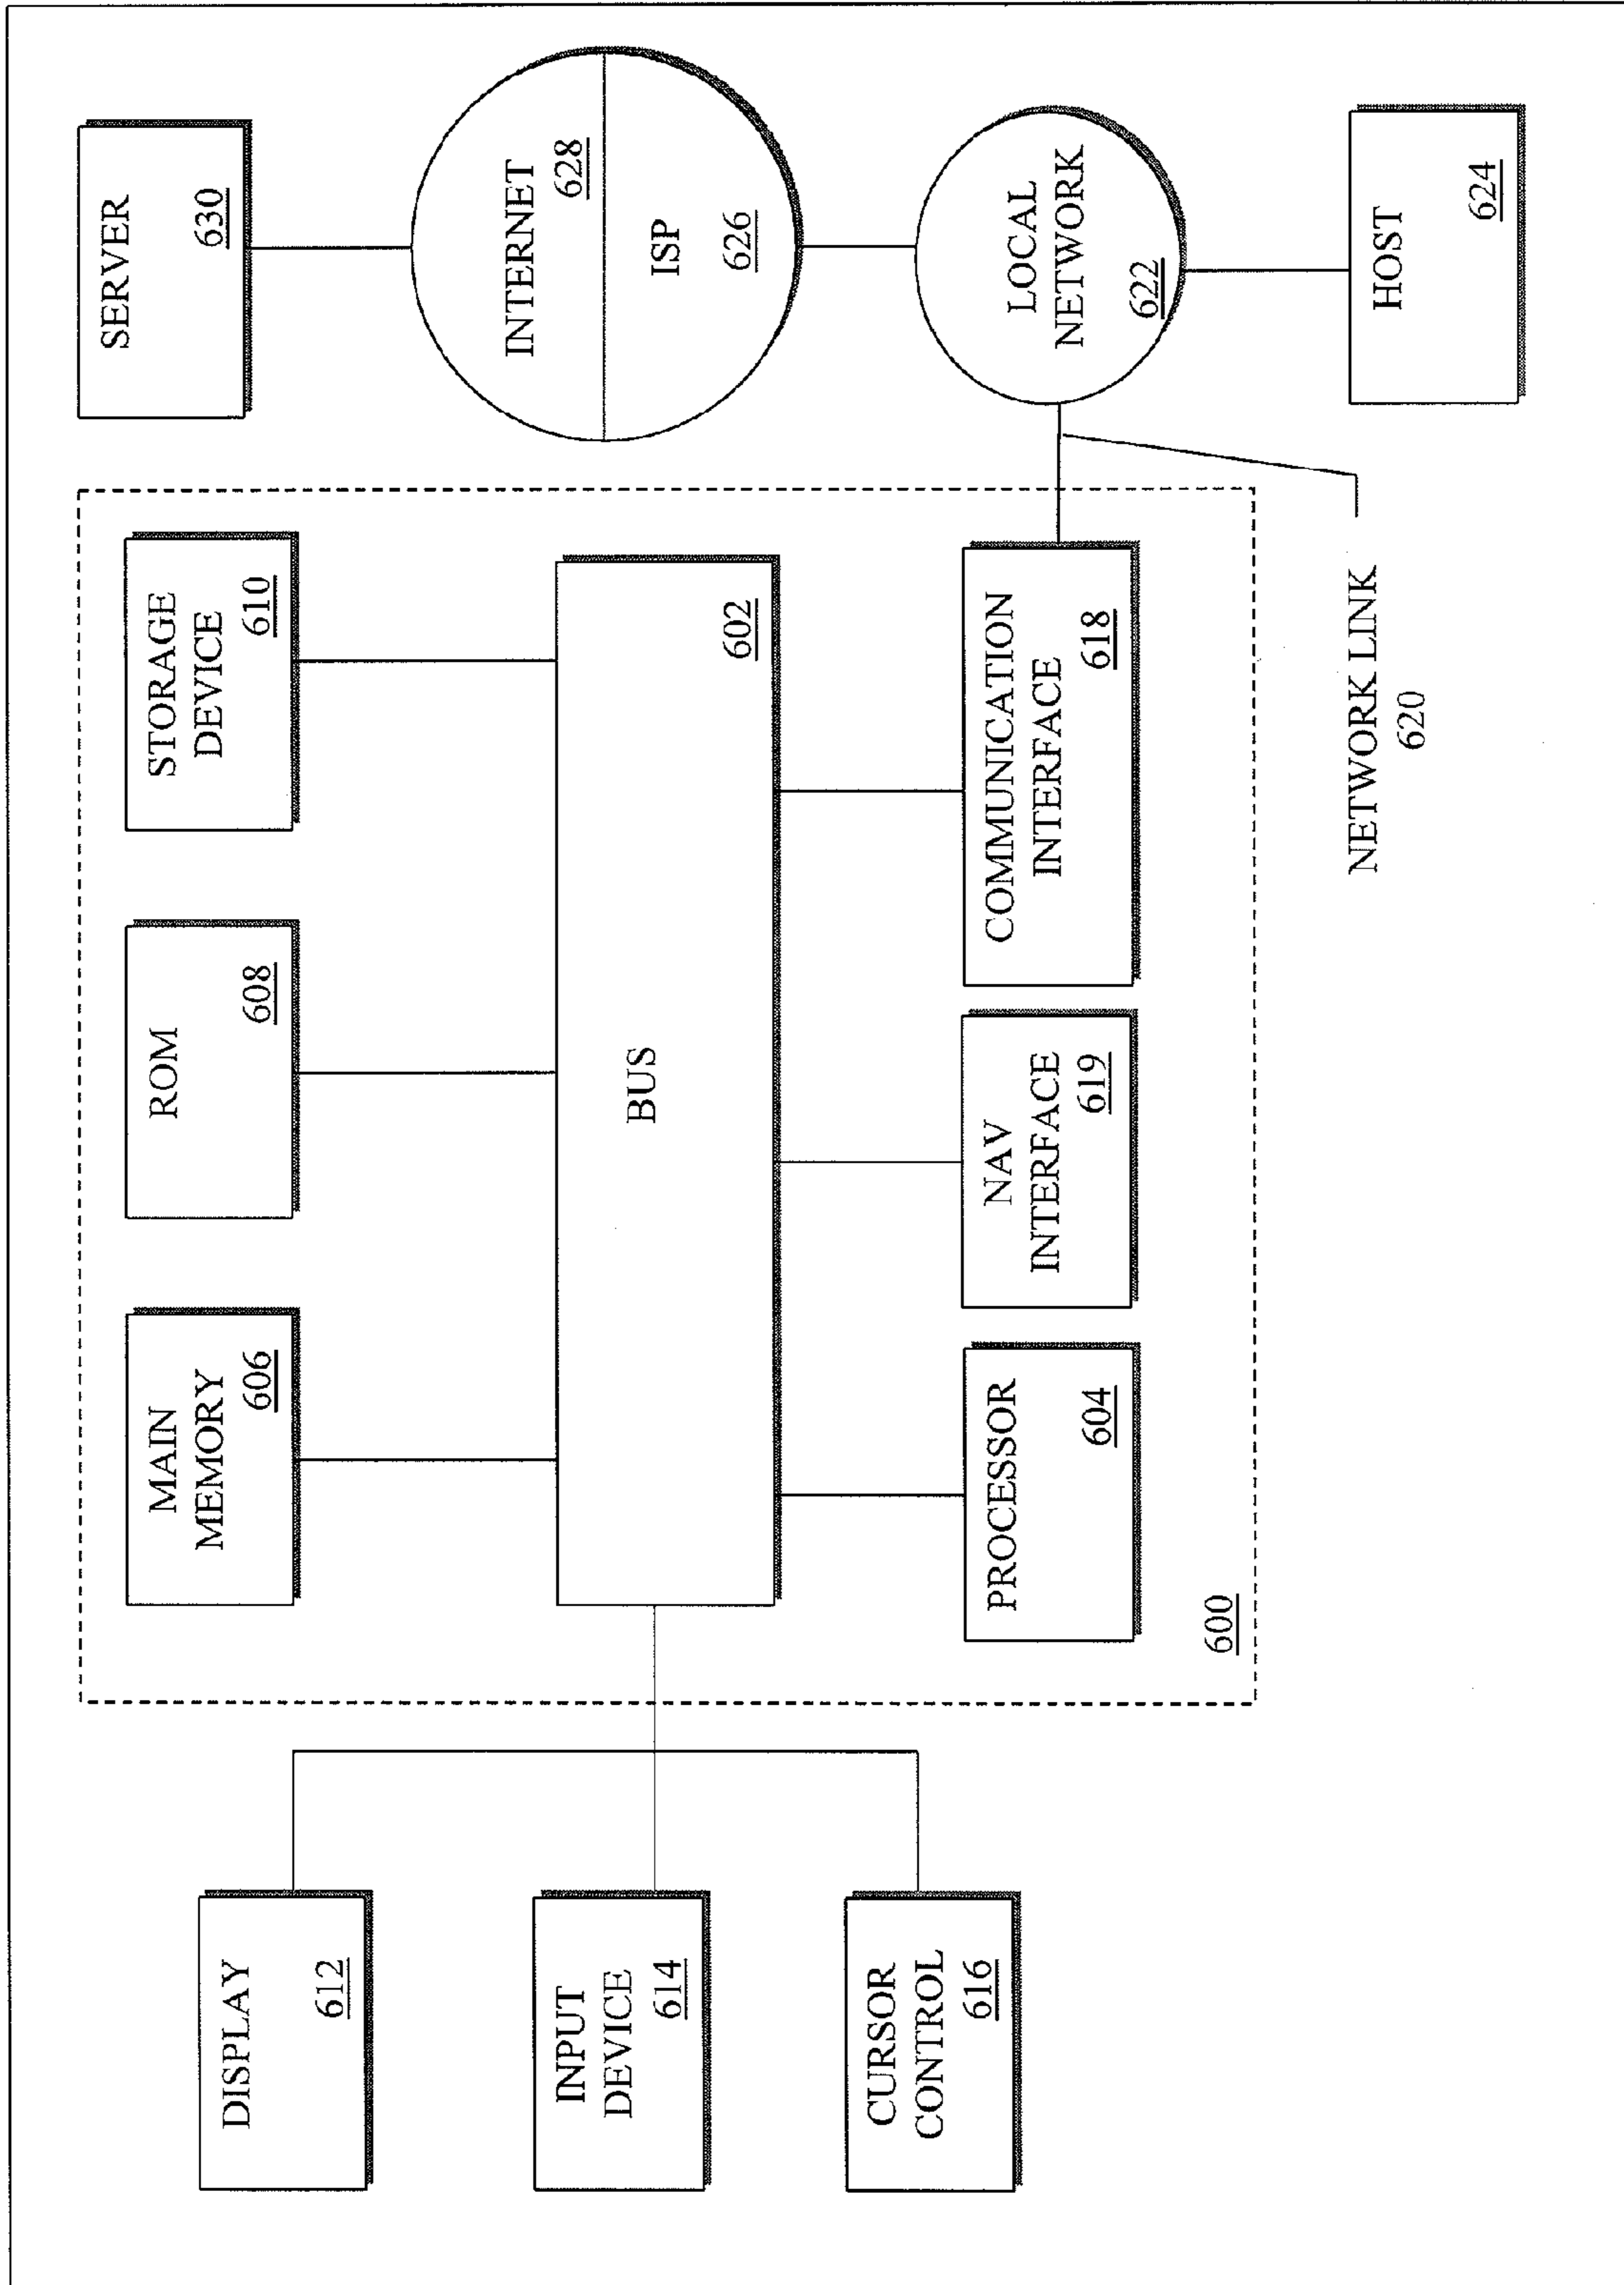 DISPLAY
612
INPUT
DEVICE
614
CURSOR
CONTROL
616
MAIN
MEMORY
606
ROM
608
STORAGE
DEVICE
610
BUS
602
PROCESSOR
604
NAV
INTERFACE
619
COMMUNICATION
INTERFACE
618
600
SERVER
630
INTERNET
628
ISP
626
LOCAL
NETWORK
622
HOST
624
NETWORK LINK
620